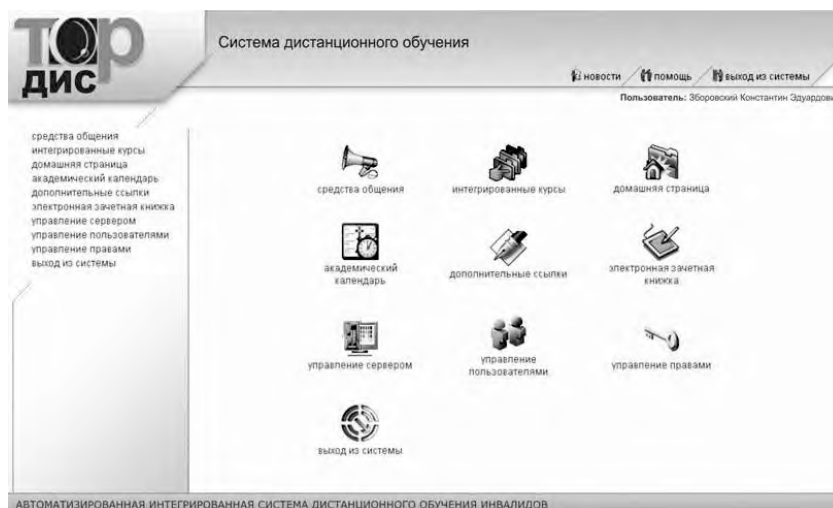 ТОР
ДИС
Система дистанционного обучения
новости
помощь
выход из системы
Пользователь: Зборовский Константин Эдуардови
средства общения
интегрированные курсы
домашняя страница
академический календарь
дополнительные ссылки
электронная зачетная книжка
управление сервером
управление пользователями
управление правами
выход из системы
средства общения
интегрированные курсы
домашняя страница
академический
календарь
дополнительные ссылки
электронная зачетная
книжка
управление сервером
управление
пользователями
управление правами
выход из системы
АВТОМАТИЗИРОВАННАЯ ИНТЕГРИРОВАННАЯ СИСТЕМА ДИСТАНЦИОННОГО ОБУЧЕНИЯ ИНВАЛИДОВ